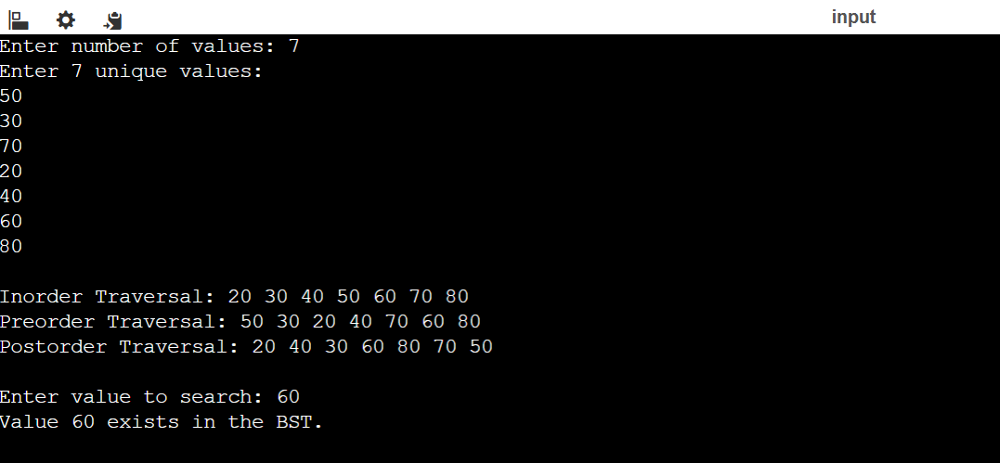 input
Enter number of values: 7
Enter 7 unique values:
50
30
70
20
40
60
80
Inorder Traversal: 20 30 40 50 60 70 80
Preorder Traversal: 50 30 20 40 70 60 80
Postorder Traversal: 20 40 30 60 80 70 50
Enter value to search: 60
Value 60 exists in the BST.